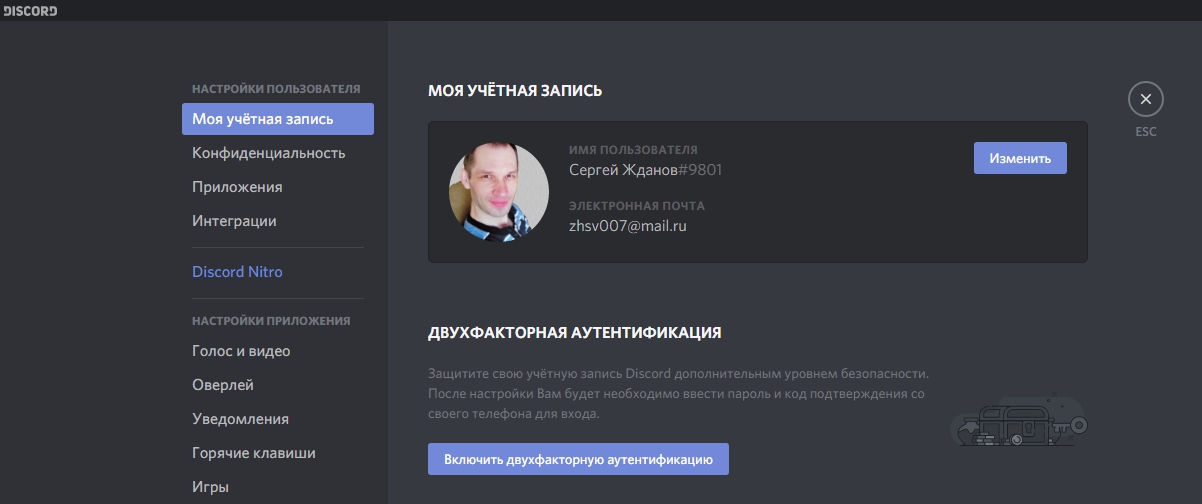 DISCORD
НАСТРОЙКИ ПОЛЬЗОВАТЕЛЯ
Моя учётная запись
Конфиденциальность
Приложения
Интеграции
Discord Nitro
НАСТРОЙКИ ПРИЛОЖЕНИЯ
Голос и видео
Оверлей
Уведомления
Горячие клавиши
Игры
МОЯ УЧЁТНАЯ ЗАПИСЬ
ИМЯ ПОЛЬЗОВАТЕЛЯ
Сергей Жданов#9801
ЭЛЕКТРОННАЯ ПОЧТА
zhsv007@mail.ru
Изменить
ESC
ДВУХФАКТОРНАЯ АУТЕНТИФИКАЦИЯ
Защитите свою учётную запись Discord дополнительным уровнем безопасности.
После настройки Вам будет необходимо ввести пароль и код подтверждения со
своего телефона для входа.
Включить двухфакторную аутентификацию